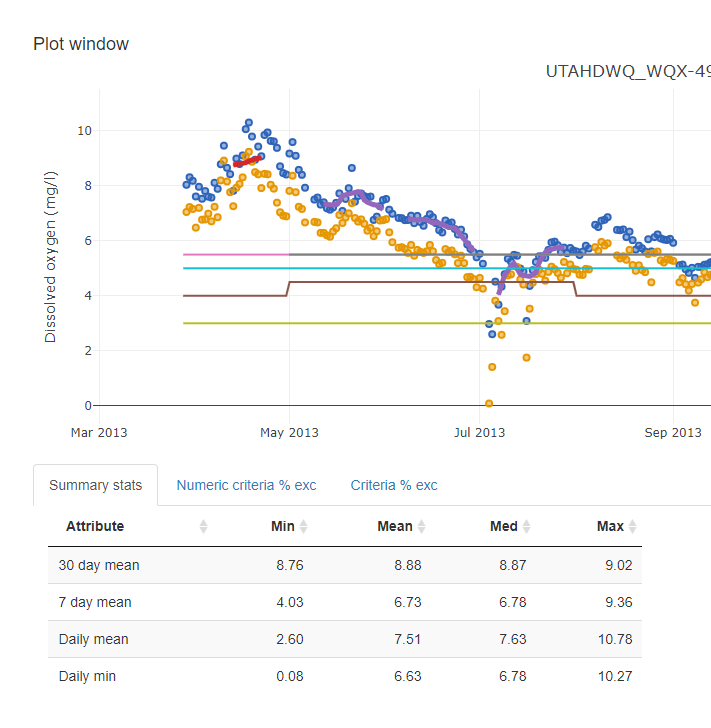 Plot window
UTAHDWQ_WQX-49
10
8
6
4
2
0
Dissolved oxygen (mg/l)
Mar 2013 May 2013 Jul 2013 Sep 2013
Summary stats Numeric criteria % exc Criteria % exc
Attribute Min Mean Med Max
30 day mean 8.76 8.88 8.87 9.02
7 day mean 4.03 6.73 6.78 9.36
Daily mean 2.60 7.51 7.63 10.78
Daily min 0.08 6.63 6.78 10.27